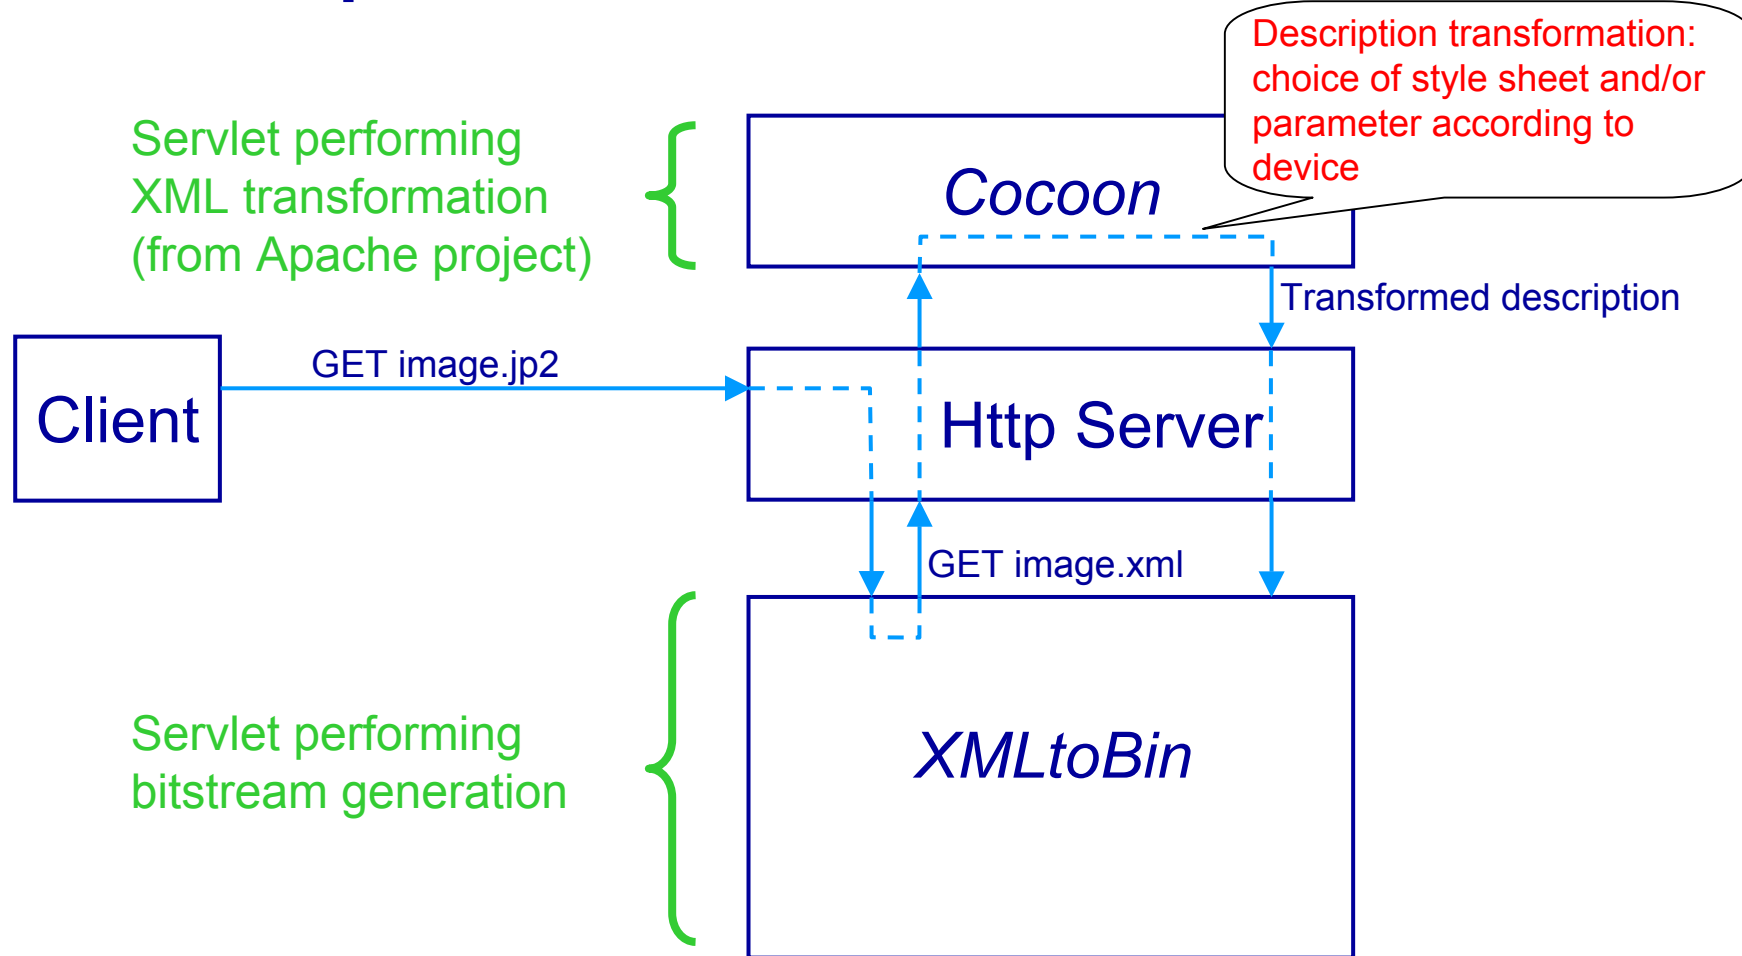 Description transformation:
choice of style sheet and/or
parameter according to
device
Servlet performing
XML transformation
(from Apache project)
Cocoon
Transformed description
GET image.jp2
Client
Http Server
GET image.xml
Servlet performing
bitstream generation
XMLtoBin